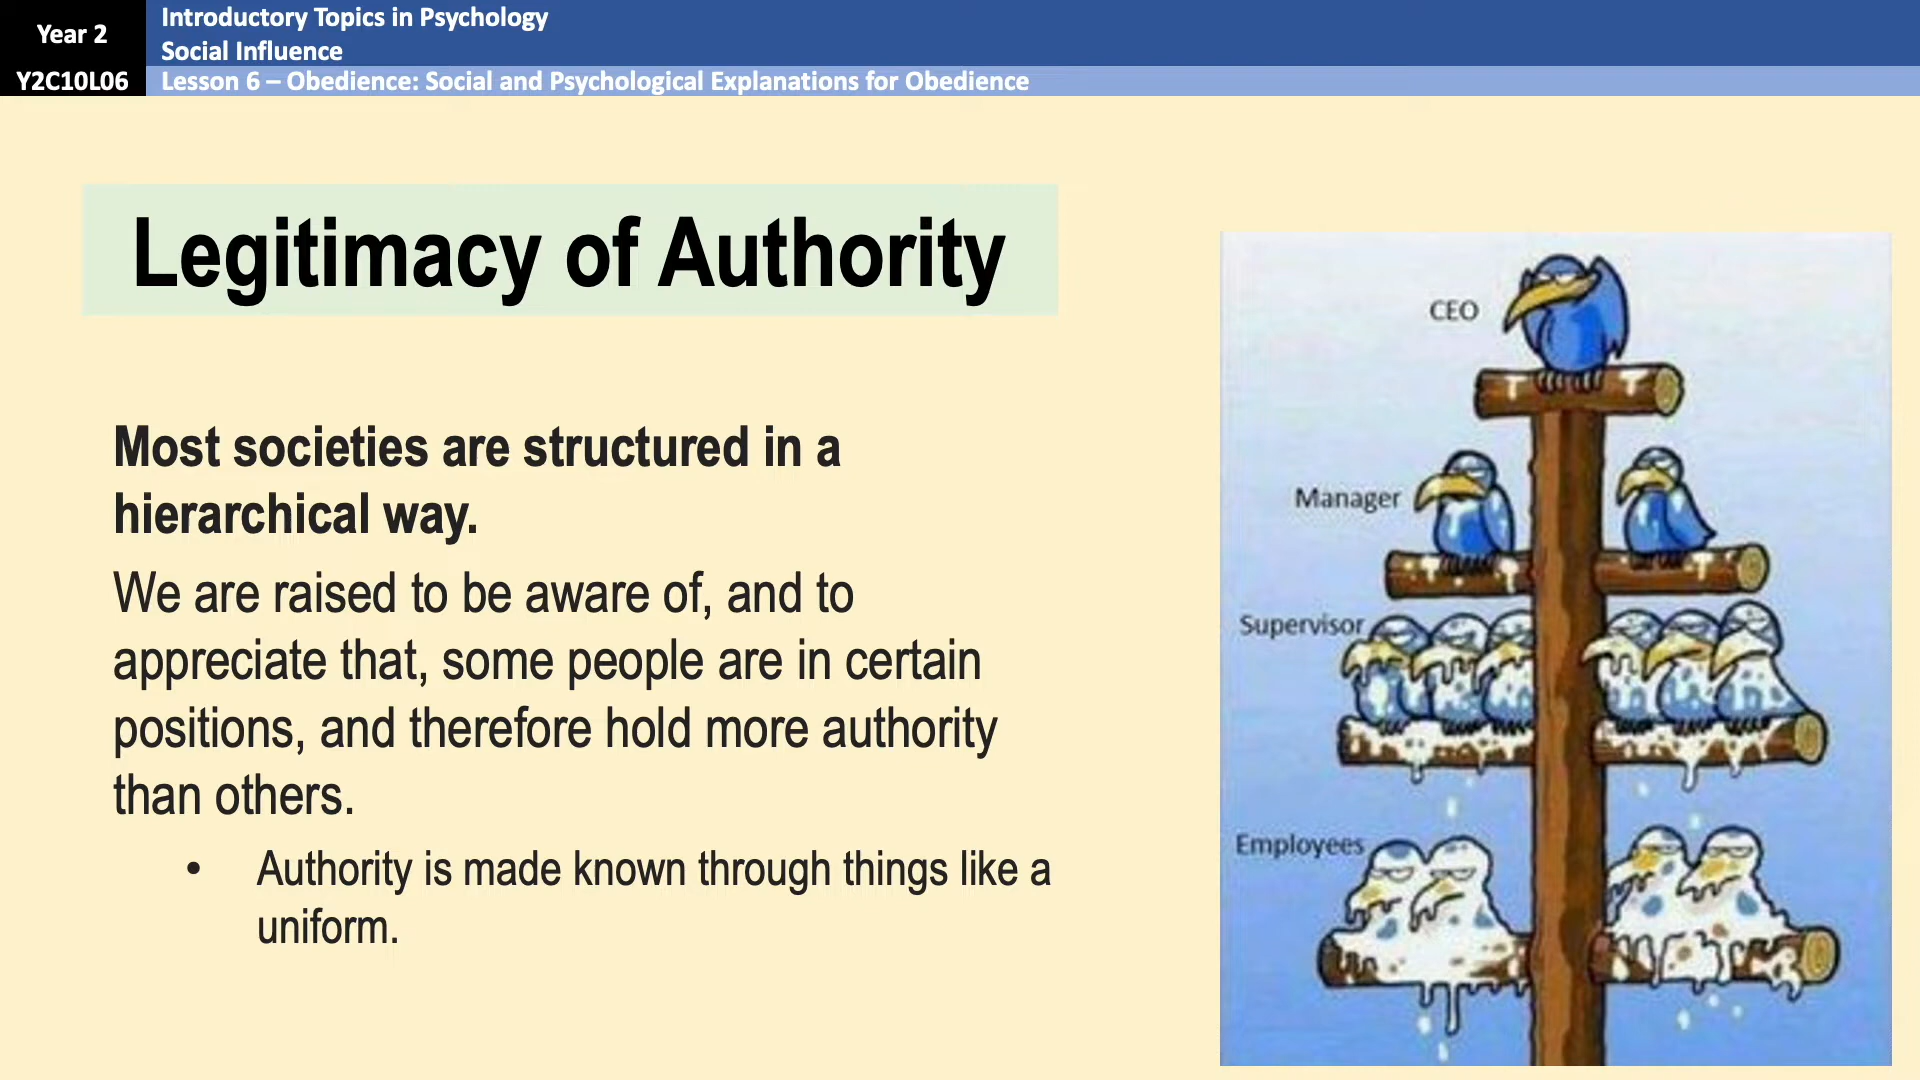 Year 2
Introductory Topics in Psychology
Social Influence
Y2C10L06
Lesson 6 – Obedience: Social and Psychological Explanations for Obedience
Legitimacy of Authority
Most societies are structured in a
hierarchical way.
We are raised to be aware of, and to
appreciate that, some people are in certain
positions, and therefore hold more authority
than others.
• Authority is made known through things like a
uniform.
CEO
Manager
Supervisor
Employees